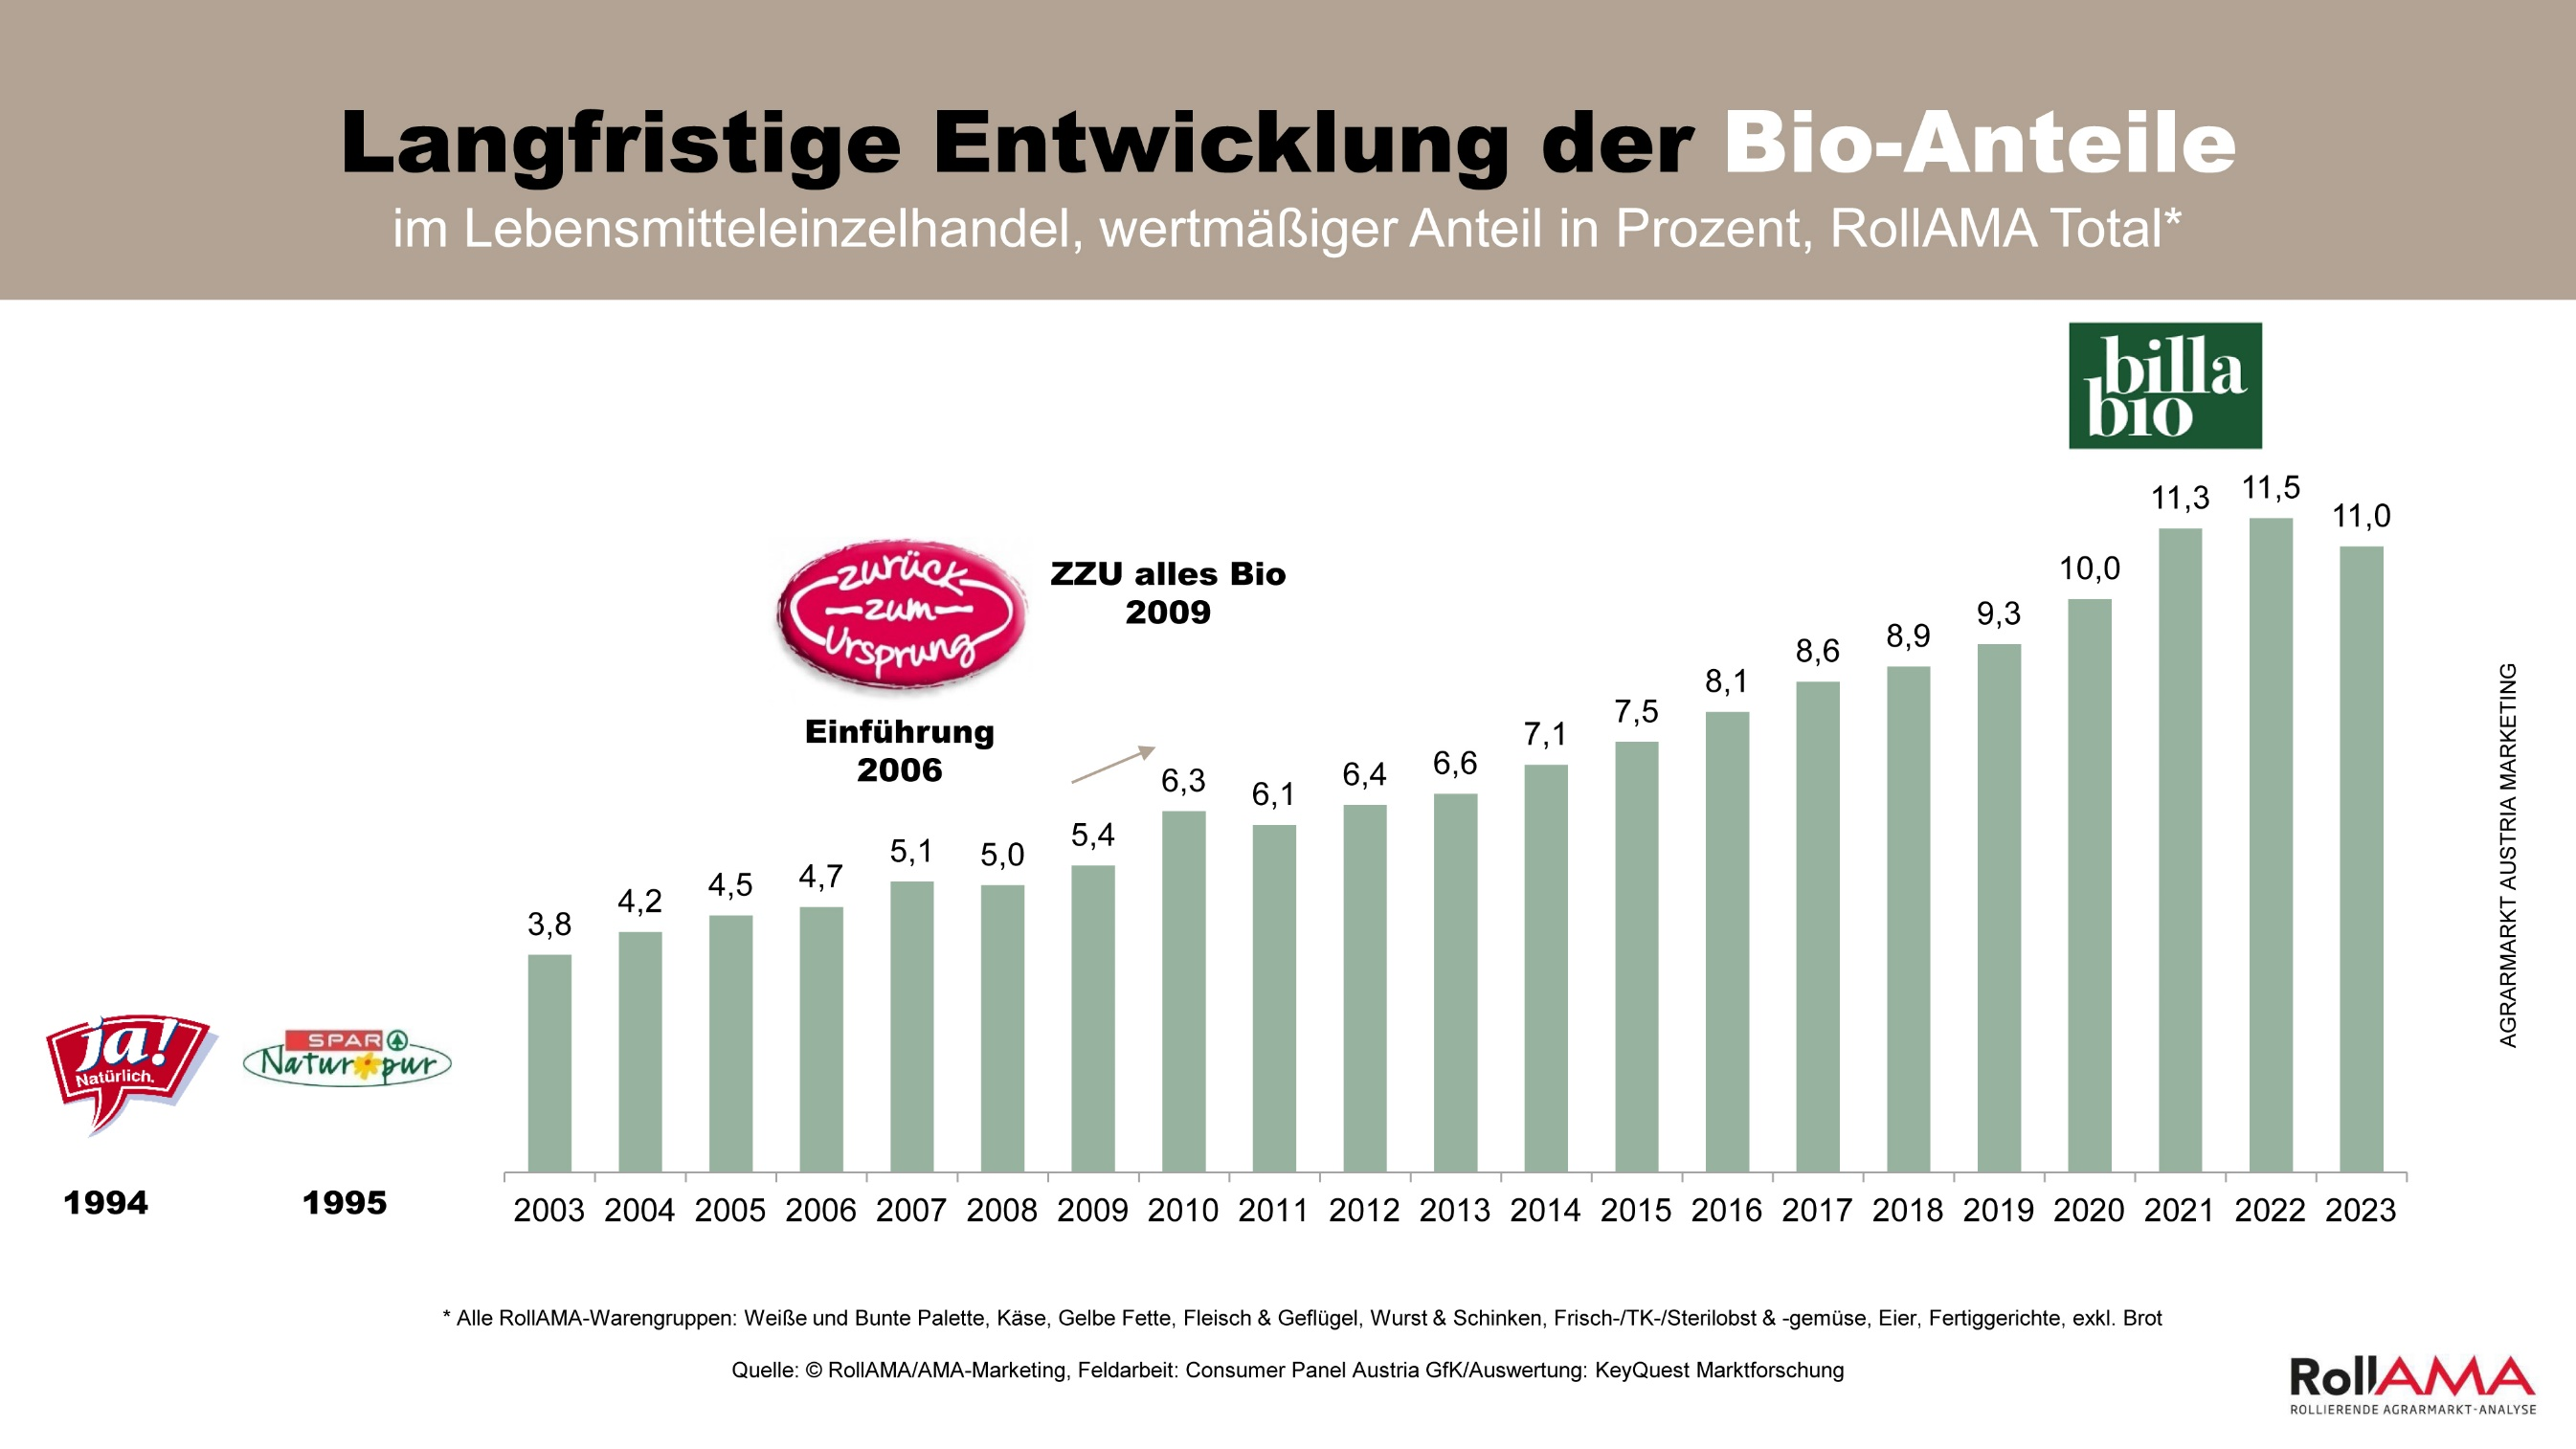 Langfristige Entwicklung der Bio-Anteile
im Lebensmitteleinzelhandel, wertmäßiger Anteil in Prozent, RollAMA Total*
billa
bio
11,3
11,5
11,0
zurück
zum
Ursprung
ZZU alles Bio
2009
Einführung
2006
3,8
4,2
4,5
4,7
5,1
5,0
5,4
6,3
6,1
6,4
6,6
7,1
7,5
8,1
8,6
8,9
9,3
10,0
AGRARMARKT AUSTRIA MARKETING
ja!
Natürlich.
SPAR
Natur pur
1994
1995
2003 2004 2005 2006 2007 2008 2009 2010 2011 2012 2013 2014 2015 2016 2017 2018 2019 2020 2021 2022 2023
* Alle RollAMA-Warengruppen: Weiße und Bunte Palette, Käse, Gelbe Fette, Fleisch & Geflügel, Wurst & Schinken, Frisch-/TK-/Sterilobst & -gemüse, Eier, Fertiggerichte, exkl. Brot
Quelle: © RollAMA/AMA-Marketing, Feldarbeit: Consumer Panel Austria GfK/Auswertung: KeyQuest Marktforschung
RollAMA
ROLLIERENDE AGRARMARKT-ANALYSE